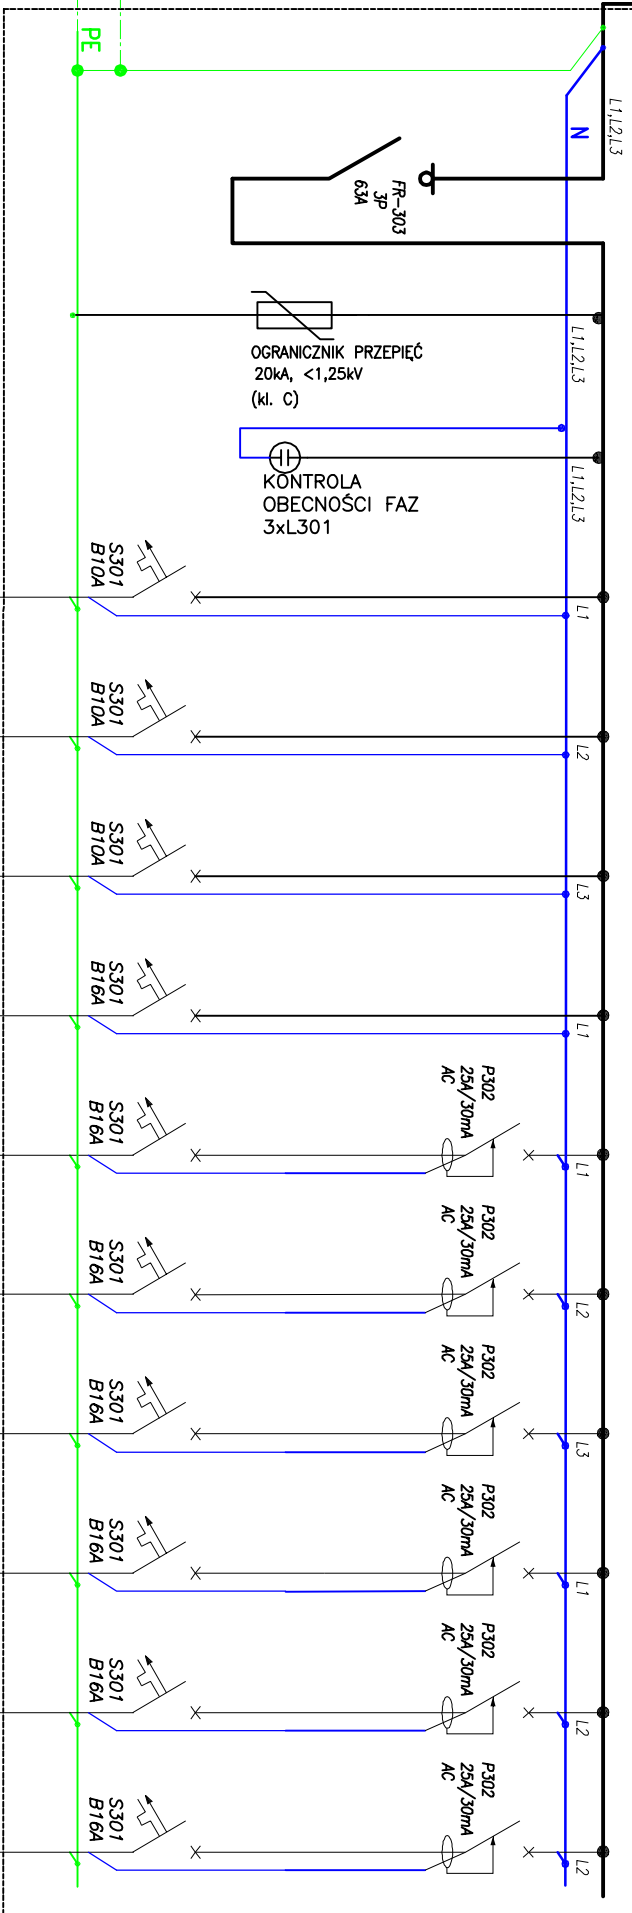 PE
L1,L2,L3
N
FR-303
3P
63A
L1,L2,L3
OGRANICZNIK PRZEPIĘĆ
20kA, <1,25kV
(kl. C)
L1,L2,L3
KONTROLA
OBECNOŚCI FAZ
3xL301
S301
B10A
L1
S301
B10A
L2
S301
B10A
L3
S301
B16A
L1
P302
25A/30mA
AC
S301
B16A
L1
P302
25A/30mA
AC
S301
B16A
L2
P302
25A/30mA
AC
S301
B16A
L3
P302
25A/30mA
AC
S301
B16A
L1
P302
25A/30mA
AC
S301
B16A
L2
P302
25A/30mA
AC
S301
B16A
L2